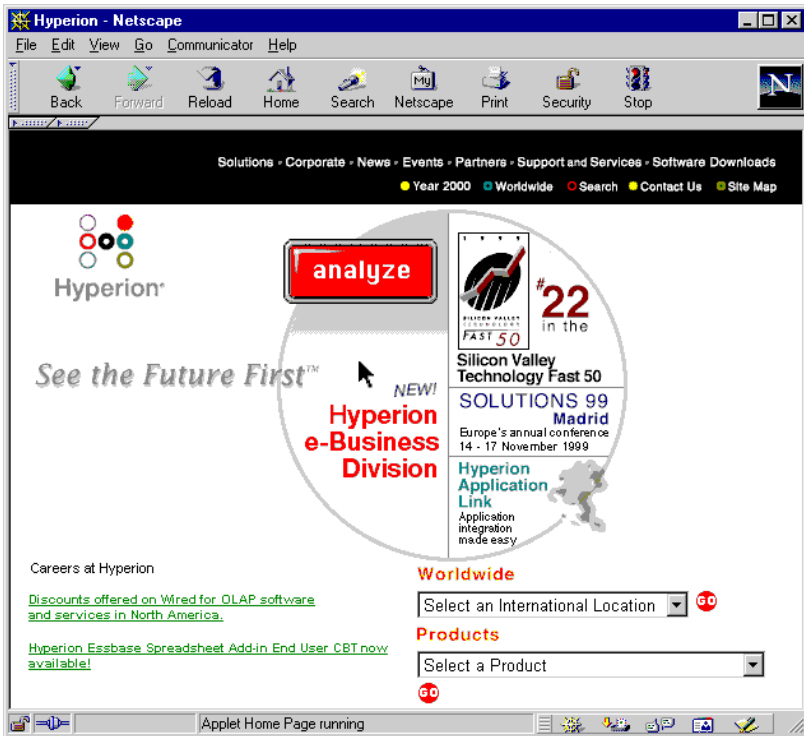 Hyperion - Netscape
File Edit View Go Communicator Help
My
Back Forward Reload Home Search Netscape Print Security Stop
N
Solutions Corporate News Events Partners Support and Services Software Downloads
Year 2000 Worldwide Search Contact Us Site Map
Hyperion
analyze
SILICON VALLEY
TECHNOLOGY
FAST 50
#22
in the
Silicon Valley
Technology Fast 50
See the Future First™
NEW!
Hyperion
e-Business
Division
SOLUTIONS 99
Madrid
Europe's annual conference
14 - 17 November 1999
Hyperion
Application
Link
Application
integration
made easy
Careers at Hyperion
Discounts offered on Wired for OLAP software
and services in North America.
Hyperion Essbase Spreadsheet Add-in End User CBT now
available!
Worldwide
Select an International Location GO
Products
Select a Product
GO
Applet Home Page running